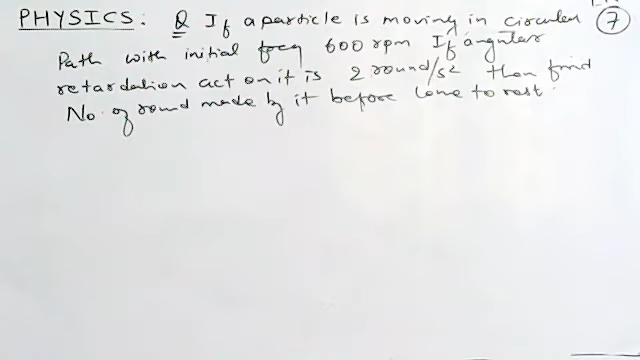 PHYSICS: Q If a particle is moving in circular 7
Path with initial freq 600 rpm If angular
retardation act on it is 2 round/s² then find
No. of round made by it before come to rest.